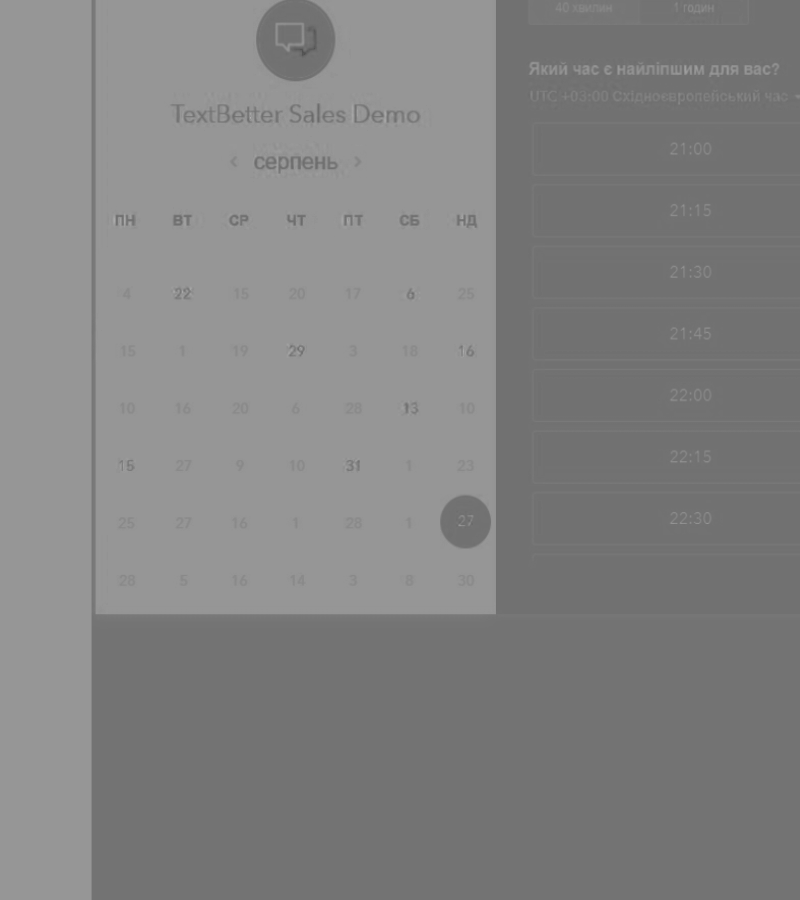 TextBetter Sales Demo
‹ серпень ›
ПН ВТ СР ЧТ ПТ СБ НД
4 22 15 20 17 6 25
15 1 19 29 3 18 16
10 16 20 6 28 13 10
15 27 9 10 31 1 23
25 27 16 1 28 1 27
28 5 16 14 3 8 30
40 хвилин 1 годин
Який час є найліпшим для вас?
UTC +03:00 Східноєвропейський час
21:00
21:15
21:30
21:45
22:00
22:15
22:30